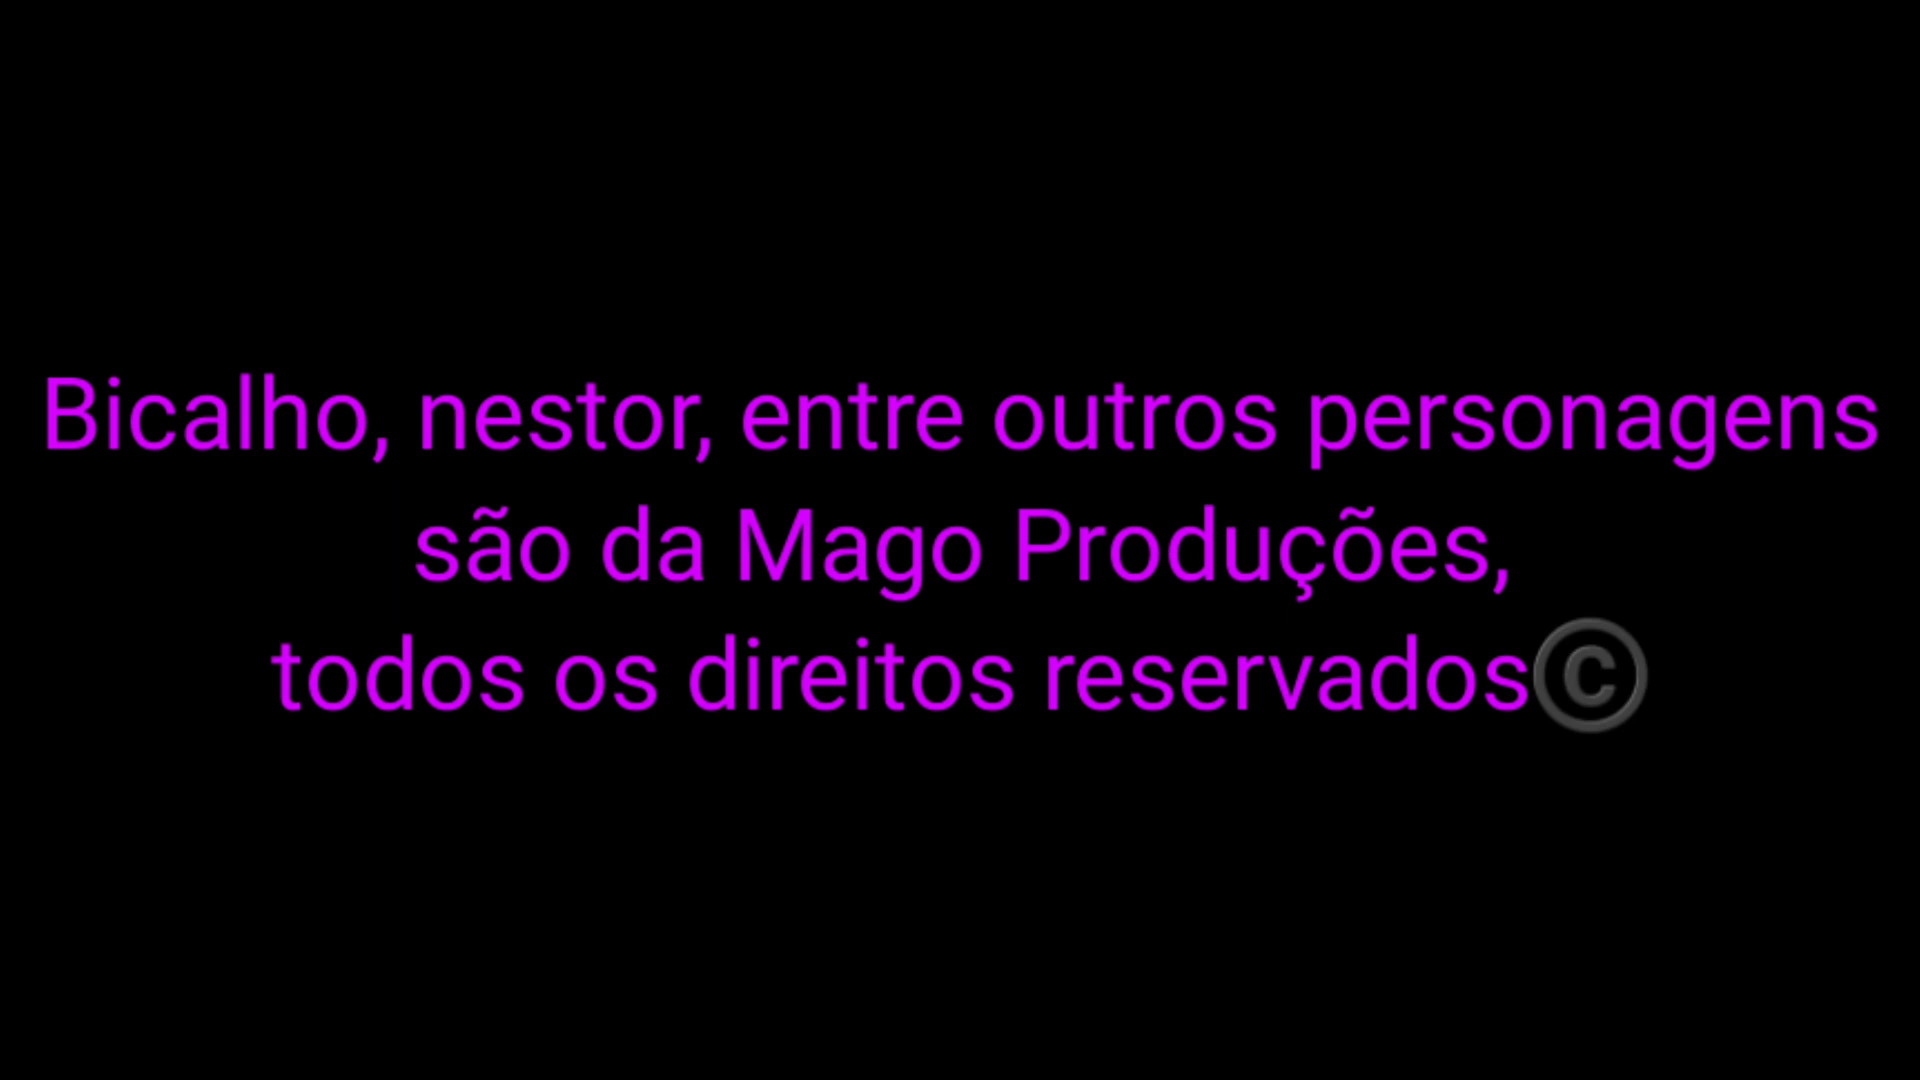 Bicalho, nestor, entre outros personagens
são da Mago Produções,
todos os direitos reservados©